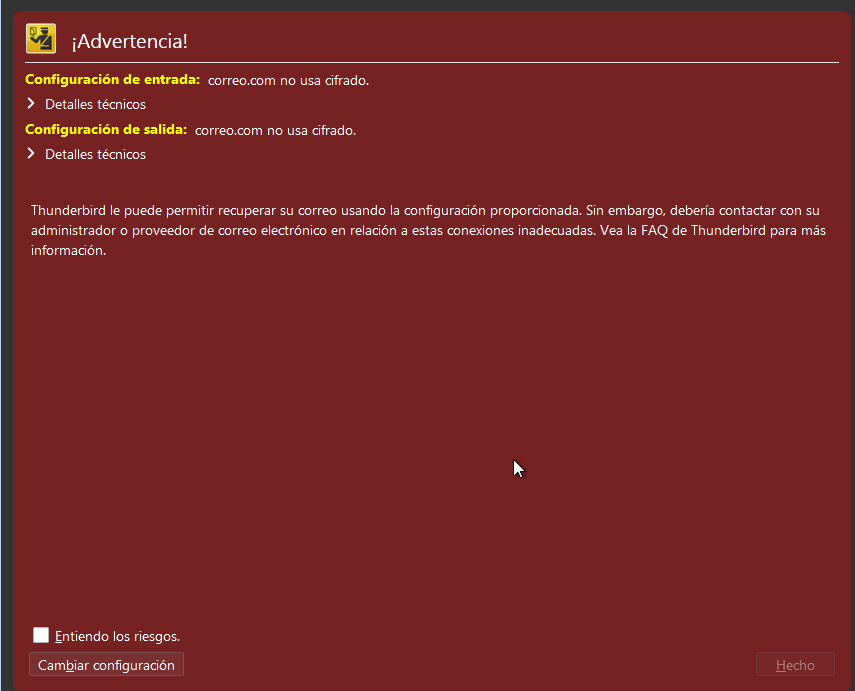 ¡Advertencia!
Configuración de entrada: correo.com no usa cifrado.
Detalles técnicos
Configuración de salida: correo.com no usa cifrado.
Detalles técnicos
Thunderbird le puede permitir recuperar su correo usando la configuración proporcionada. Sin embargo, debería contactar con su
administrador o proveedor de correo electrónico en relación a estas conexiones inadecuadas. Vea la FAQ de Thunderbird para más
información.
Entiendo los riesgos.
Cambiar configuración
Hecho